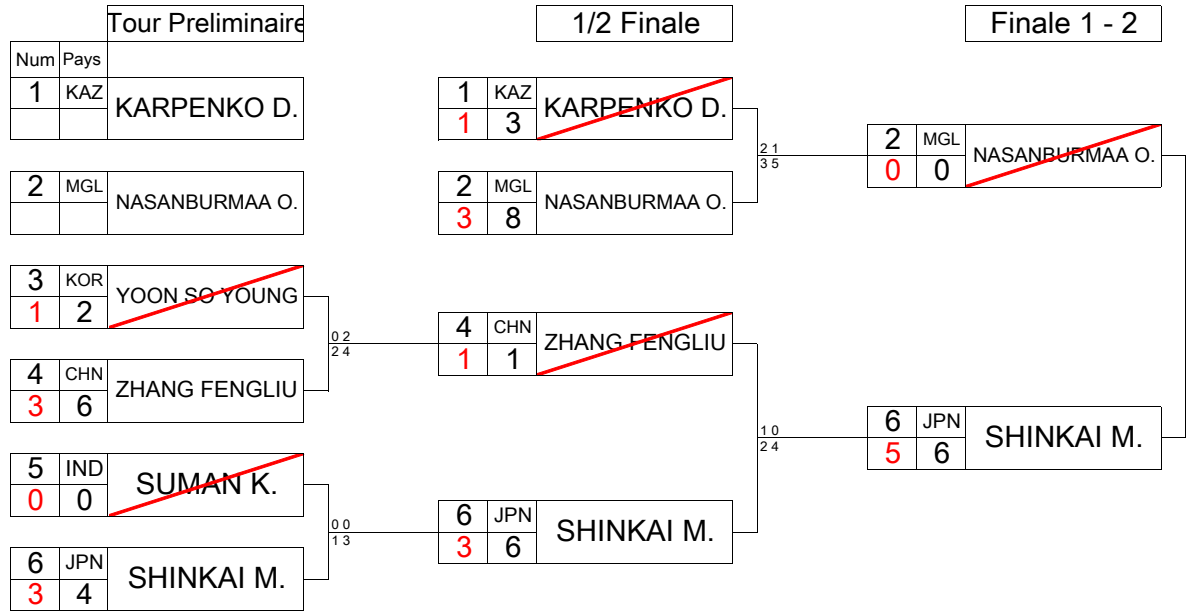 Tour Preliminaire
1/2 Finale
Finale 1 - 2
Num Pays
1 KAZ KARPENKO D.
2 MGL NASANBURMAA O.
3 KOR YOON SO YOUNG
1 2
4 CHN ZHANG FENGLIU
3 6
0 2
2 4
5 IND SUMAN K.
0 0
6 JPN SHINKAI M.
3 4
0 0
1 3
1 KAZ KARPENKO D.
1 3
2 MGL NASANBURMAA O.
3 8
2 1
3 5
4 CHN ZHANG FENGLIU
1 1
6 JPN SHINKAI M.
3 6
1 0
2 4
2 MGL NASANBURMAA O.
0 0
6 JPN SHINKAI M.
5 6